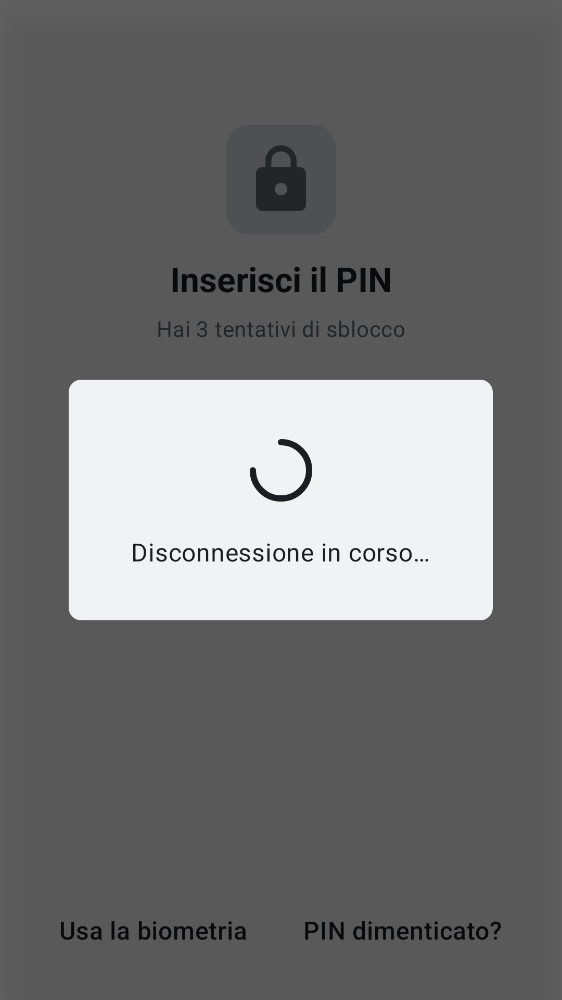 Inserisci il PIN
Hai 3 tentativi di sblocco
Disconnessione in corso...
Usa la biometria
PIN dimenticato?